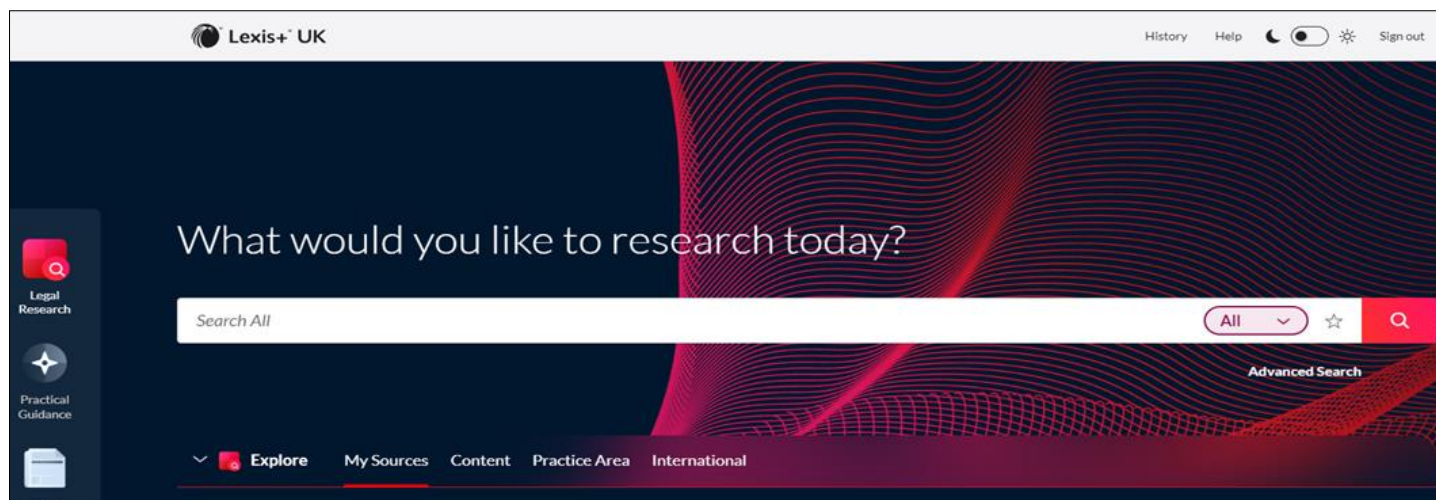 Lexis+® UK
History Help Sign out
What would you like to research today?
Legal
Research
Search All All
Advanced Search
Practical
Guidance
Explore My Sources Content Practice Area International